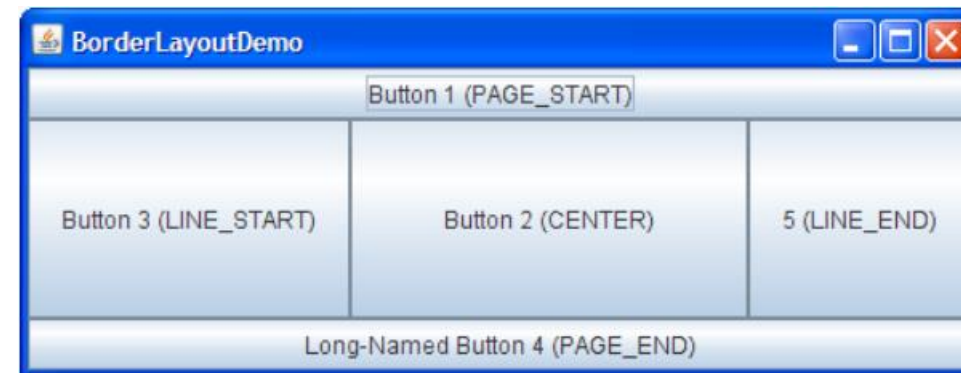 BorderLayoutDemo
Button 1 (PAGE_START)
Button 3 (LINE_START)
Button 2 (CENTER)
5 (LINE_END)
Long-Named Button 4 (PAGE_END)